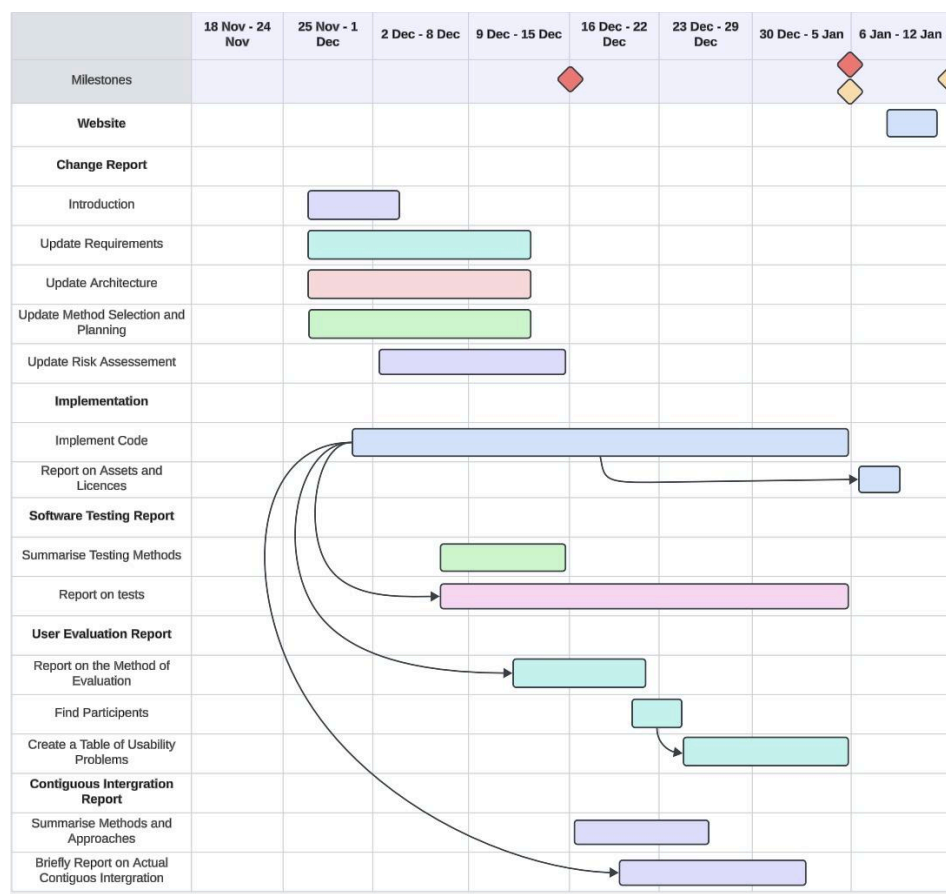 18 Nov - 24
Nov
25 Nov - 1
Dec
2 Dec - 8 Dec
9 Dec - 15 Dec
16 Dec - 22
Dec
23 Dec - 29
Dec
30 Dec - 5 Jan
6 Jan - 12 Jan
Milestones
Website
Change Report
Introduction
Update Requirements
Update Architecture
Update Method Selection and
Planning
Update Risk Assessement
Implementation
Implement Code
Report on Assets and
Licences
Software Testing Report
Summarise Testing Methods
Report on tests
User Evaluation Report
Report on the Method of
Evaluation
Find Participents
Create a Table of Usability
Problems
Contiguous Intergration
Report
Summarise Methods and
Approaches
Briefly Report on Actual
Contiguos Intergration